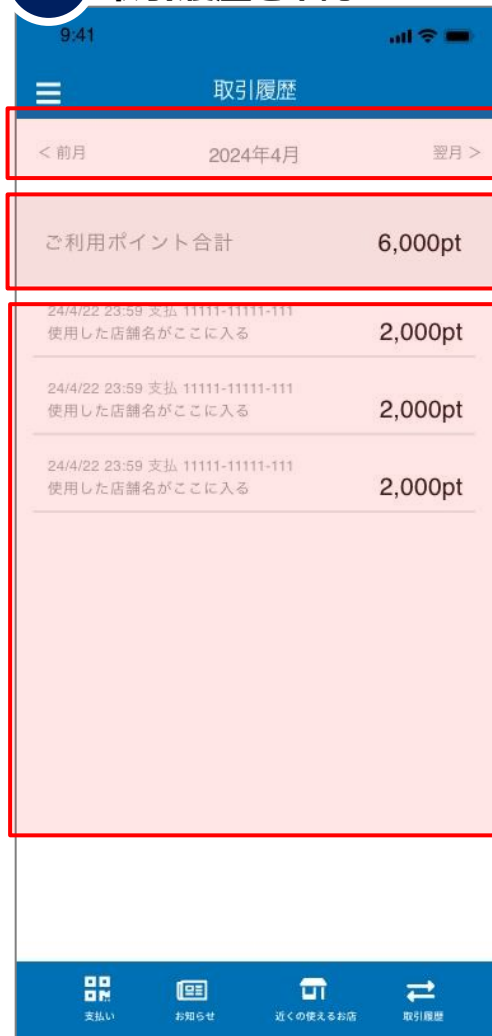 9:41
取引履歴
< 前月 2024年4月 翌月 >
ご利用ポイント合計 6,000pt
24/4/22 23:59 支払 11111-11111-111
使用した店舗名がここに入る 2,000pt
24/4/22 23:59 支払 11111-11111-111
使用した店舗名がここに入る 2,000pt
24/4/22 23:59 支払 11111-11111-111
使用した店舗名がここに入る 2,000pt
支払い お知らせ 近くの使えるお店 取引履歴